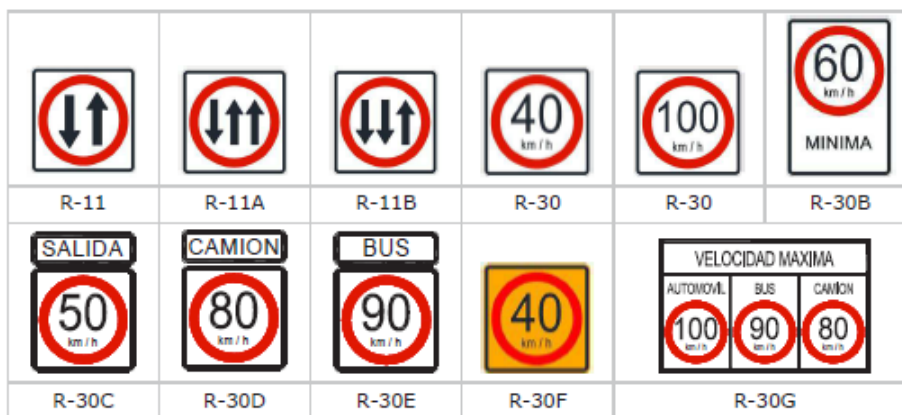 40
km / h
100
km / h
60
km / h
MINIMA
R-11
R-11A
R-11B
R-30
R-30
R-30B
SALIDA
50
km / h
CAMION
80
km / h
BUS
90
km / h
40
km / h
VELOCIDAD MAXIMA
AUTOMOVÍL
BUS
CAMIÓN
100
km / h
90
km / h
80
km / h
R-30C
R-30D
R-30E
R-30F
R-30G